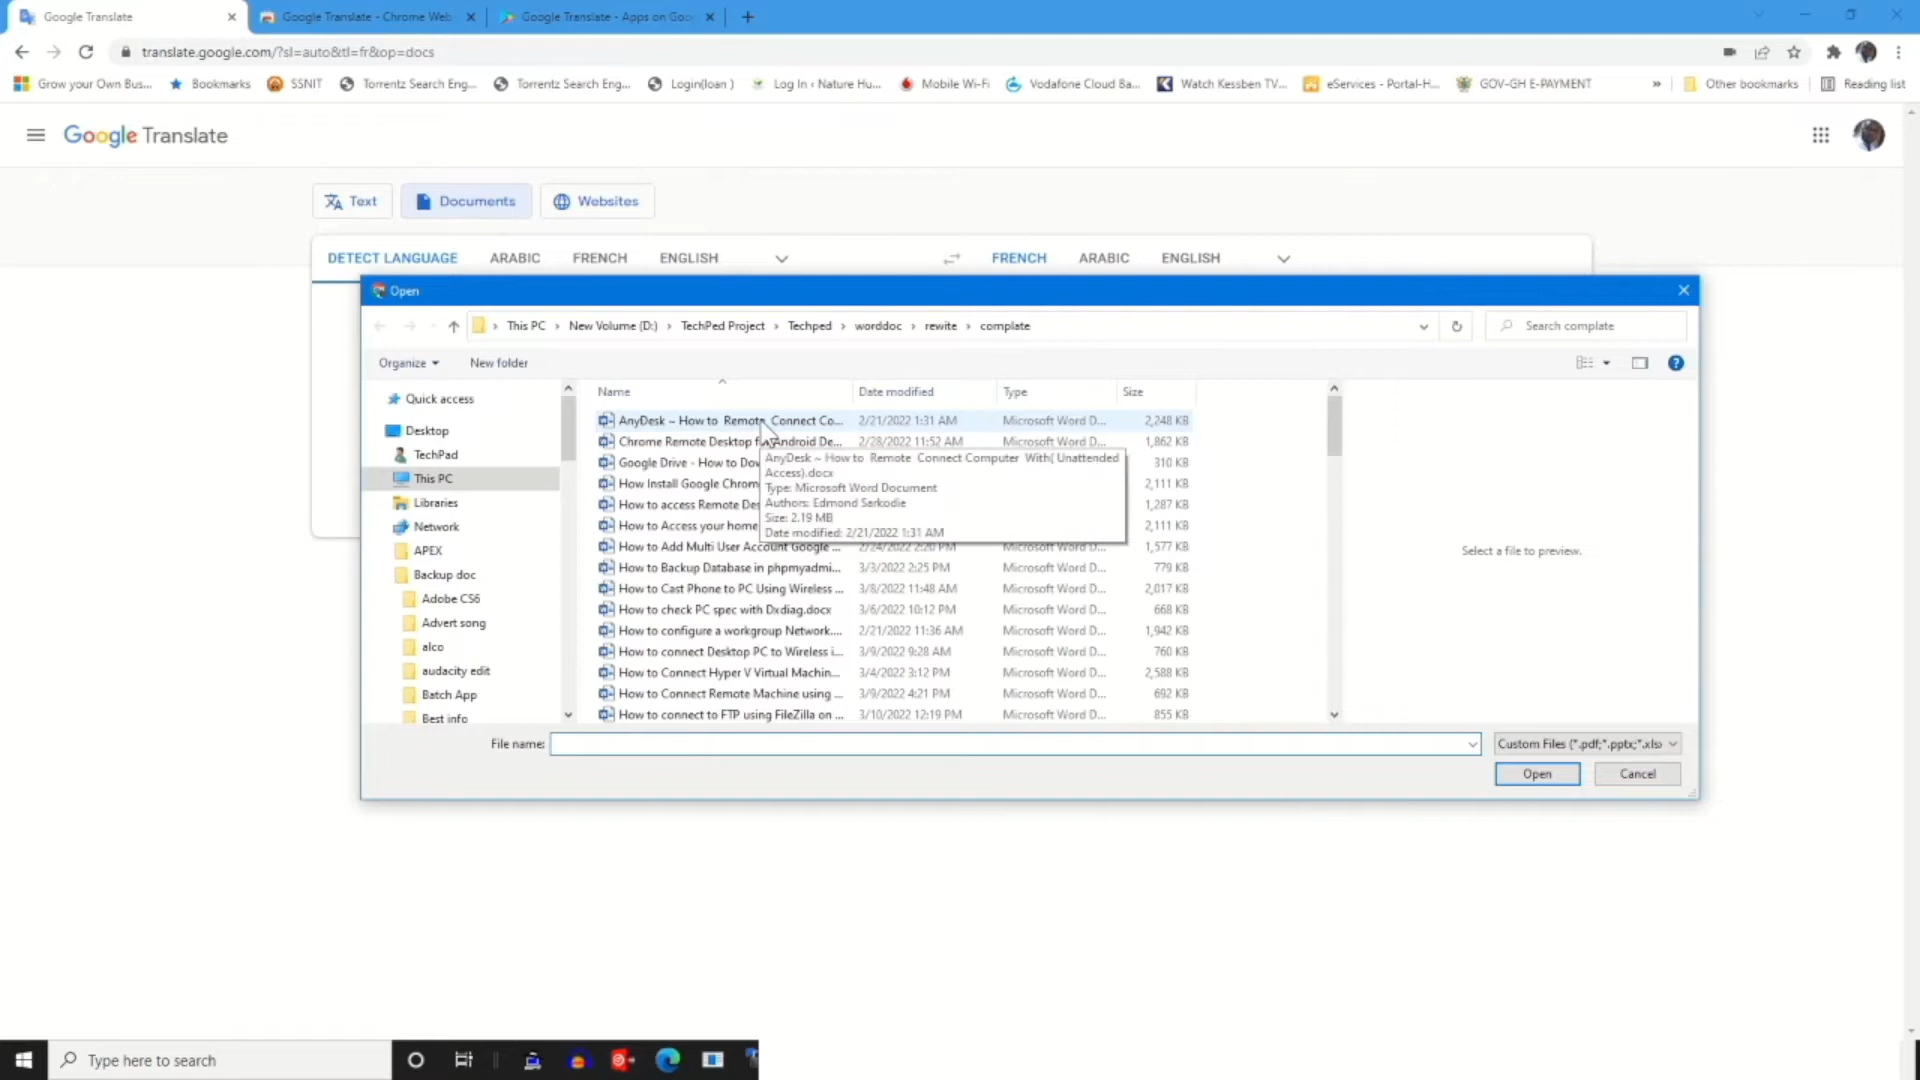 Google Translate
Google Translate - Chrome Web
Google Translate - Apps on Goo
translate.google.com/?sl=auto&tl=fr&op=docs
Grow your Own Bus...
Bookmarks
SSNIT
Torrentz Search Eng...
Torrentz Search Eng...
Login(loan )
Log In ‹ Nature Hu...
Mobile Wi-Fi
Vodafone Cloud Ba...
Watch Kessben TV...
eServices - Portal-H...
GOV-GH E-PAYMENT
»
Other bookmarks
Reading list
Google Translate
Text
Documents
Websites
DETECT LANGUAGE
ARABIC
FRENCH
ENGLISH
FRENCH
ARABIC
ENGLISH
Open
This PC › New Volume (D:) › TechPed Project › Techped › worddoc › rewite › complate
Search complate
Organize
New folder
Quick access
Desktop
TechPad
This PC
Libraries
Network
APEX
Backup doc
Adobe CS6
Advert song
alco
audacity edit
Batch App
Best info
Name Date modified Type Size
AnyDesk ~ How to Remote Connect Co... 2/21/2022 1:31 AM Microsoft Word D... 2,248 KB
Chrome Remote Desktop f Android De... 2/28/2022 11:52 AM Microsoft Word D... 1,862 KB
Google Drive - How to Dov 310 KB
How Install Google Chrom 2,111 KB
How to access Remote Des 1,287 KB
How to Access your home 2,111 KB
How to Add Multi User Account Google ... 2/24/2022 2:20 PM Microsoft Word D... 1,577 KB
How to Backup Database in phpmyadmi... 3/3/2022 2:25 PM Microsoft Word D... 779 KB
How to Cast Phone to PC Using Wireless ... 3/8/2022 11:48 AM Microsoft Word D... 2,017 KB
How to check PC spec with Dxdiag.docx 3/6/2022 10:12 PM Microsoft Word D... 668 KB
How to configure a workgroup Network.... 2/21/2022 11:36 AM Microsoft Word D... 1,942 KB
How to connect Desktop PC to Wireless i... 3/9/2022 9:28 AM Microsoft Word D... 760 KB
How to Connect Hyper V Virtual Machin... 3/4/2022 3:12 PM Microsoft Word D... 2,588 KB
How to Connect Remote Machine using ... 3/9/2022 4:21 PM Microsoft Word D... 692 KB
How to connect to FTP using FileZilla on ... 3/10/2022 12:19 PM Microsoft Word D... 855 KB
AnyDesk ~ How to Remote Connect Computer With( Unattended
Access).docx
Type: Microsoft Word Document
Authors: Edmond Sarkodie
Size: 2.19 MB
Date modified: 2/21/2022 1:31 AM
Select a file to preview.
File name:
Custom Files (*.pdf;*.pptx;*.xls
Open
Cancel
Type here to search